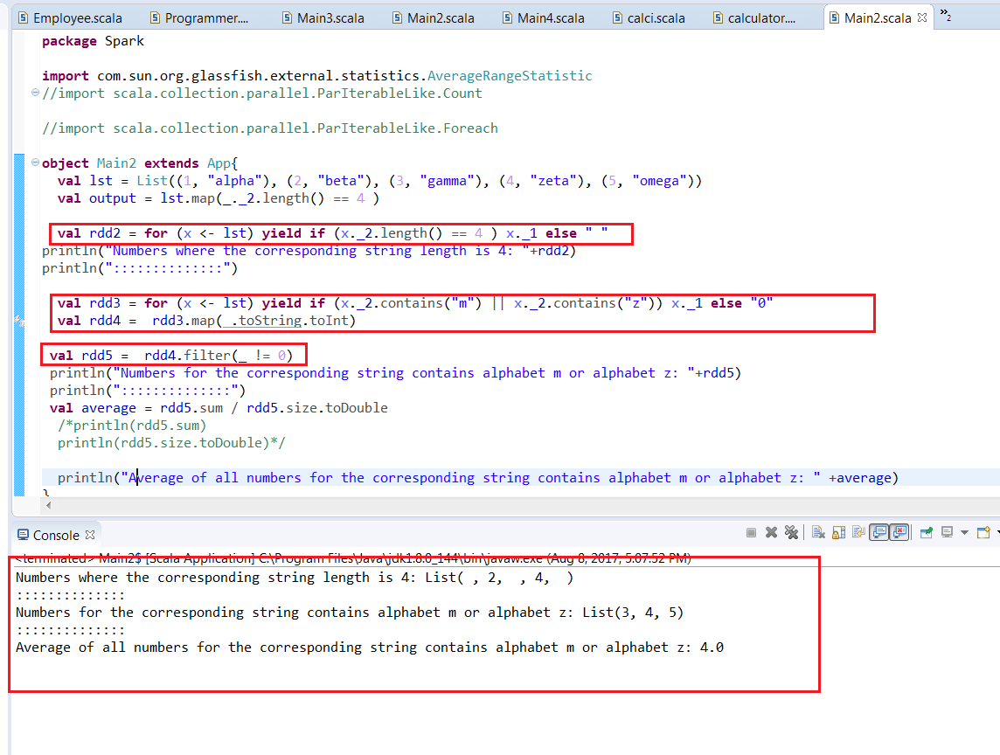 Employee.scala Programmer.... Main3.scala Main2.scala Main4.scala calci.scala calculator.... Main2.scala »2
package Spark
import com.sun.org.glassfish.external.statistics.AverageRangeStatistic
//import scala.collection.parallel.ParIterableLike.Count
//import scala.collection.parallel.ParIterableLike.Foreach
object Main2 extends App{
val lst = List((1, "alpha"), (2, "beta"), (3, "gamma"), (4, "zeta"), (5, "omega"))
val output = lst.map(_._2.length() == 4 )
val rdd2 = for (x <- lst) yield if (x._2.length() == 4 ) x._1 else " "
println("Numbers where the corresponding string length is 4: "+rdd2)
println("::::::::::::::")
val rdd3 = for (x <- lst) yield if (x._2.contains("m") || x._2.contains("z")) x._1 else "0"
val rdd4 =  rdd3.map(_.toString.toInt)
val rdd5 =  rdd4.filter(_ != 0)
println("Numbers for the corresponding string contains alphabet m or alphabet z: "+rdd5)
println("::::::::::::::")
val average = rdd5.sum / rdd5.size.toDouble
/*println(rdd5.sum)
println(rdd5.size.toDouble)*/
println("Average of all numbers for the corresponding string contains alphabet m or alphabet z: " +average)
}
Console
<terminated> Main2$ [Scala Application] C:\Program Files\Java\jdk1.8.0_144\bin\javaw.exe (Aug 8, 2017, 5:07:52 PM)
Numbers where the corresponding string length is 4: List( , 2,  , 4,  )
::::::::::::::
Numbers for the corresponding string contains alphabet m or alphabet z: List(3, 4, 5)
::::::::::::::
Average of all numbers for the corresponding string contains alphabet m or alphabet z: 4.0